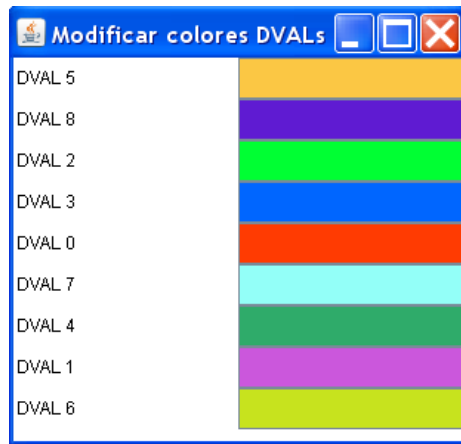 Modificar colores DVALs
DVAL 5
DVAL 8
DVAL 2
DVAL 3
DVAL 0
DVAL 7
DVAL 4
DVAL 1
DVAL 6